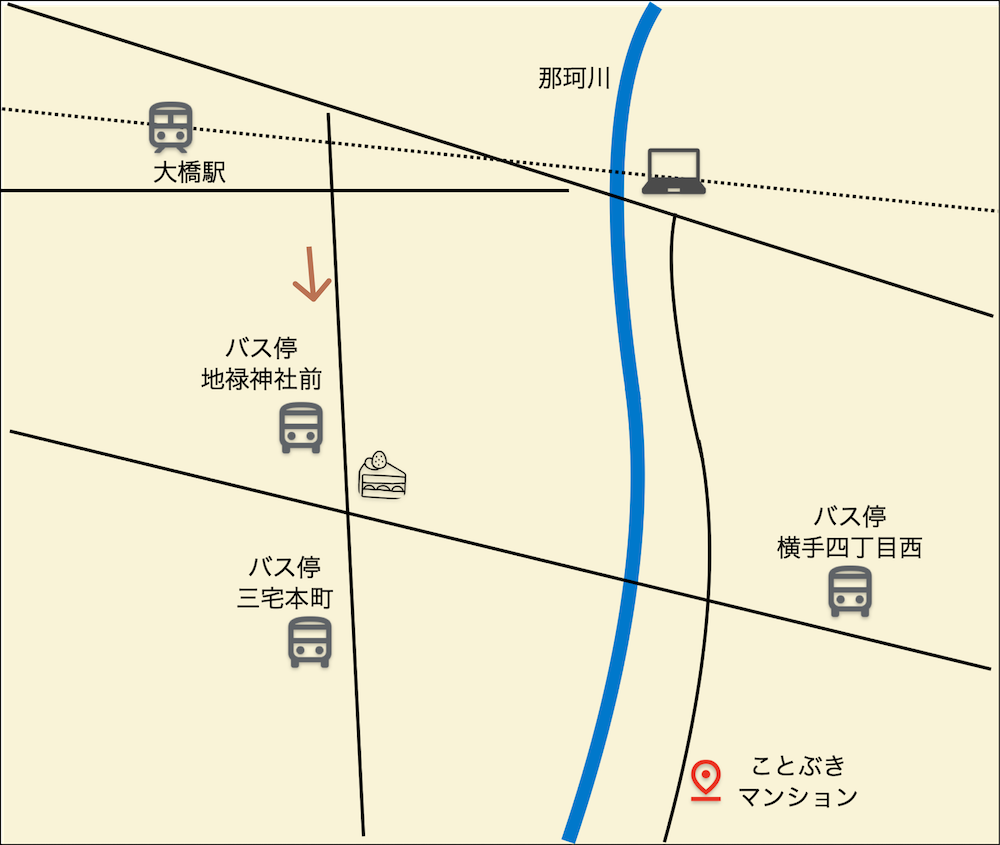 那珂川
大橋駅
バス停
地禄神社前
バス停
横手四丁目西
バス停
三宅本町
ことぶき
マンション